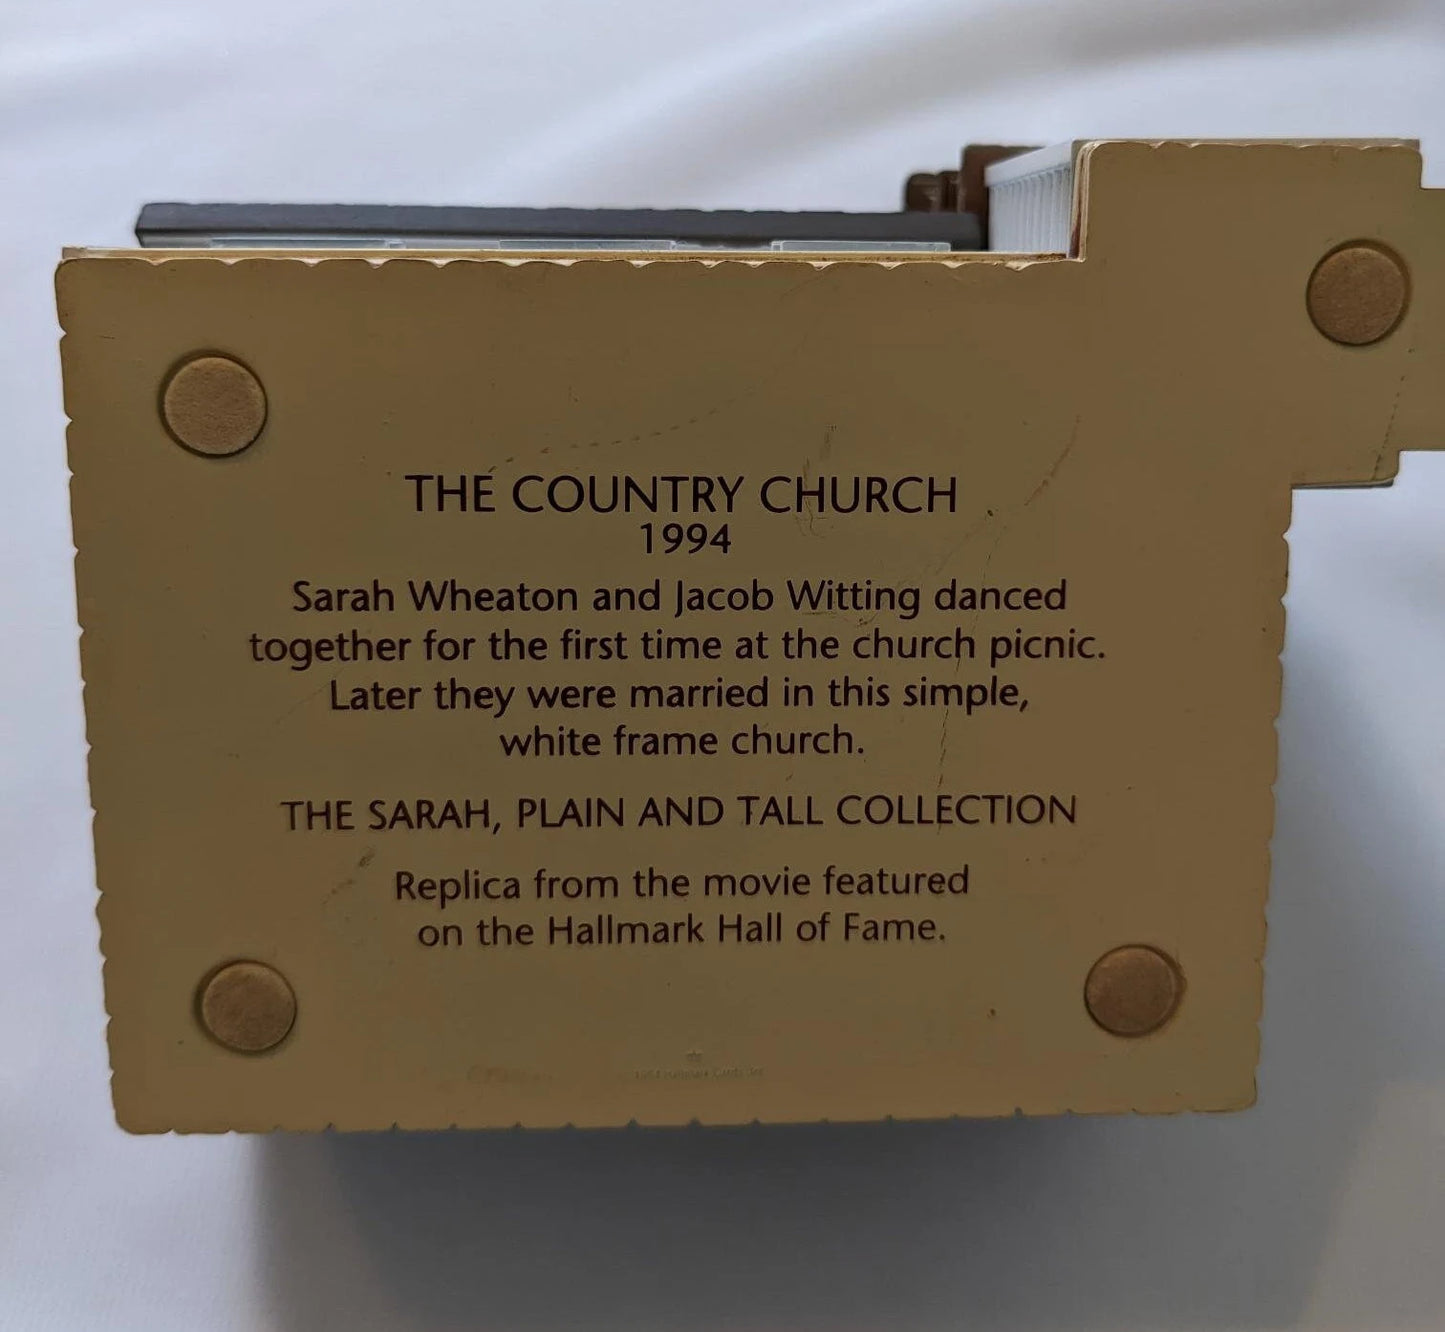 THE COUNTRY CHURCH
1994
Sarah Wheaton and Jacob Witting danced
together for the first time at the church picnic.
Later they were married in this simple,
white frame church.
THE SARAH, PLAIN AND TALL COLLECTION
Replica from the movie featured
on the Hallmark Hall of Fame.